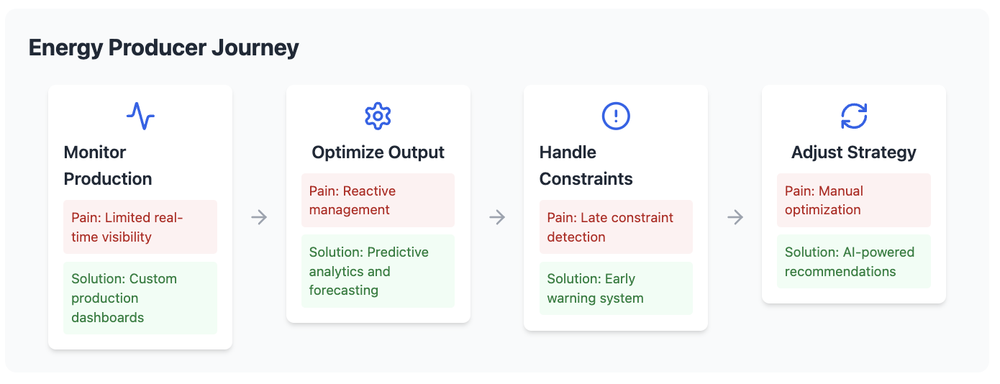 Energy Producer Journey
Monitor
Production
Pain: Limited real-
time visibility
Solution: Custom
production
dashboards
Optimize Output
Pain: Reactive
management
Solution: Predictive
analytics and
forecasting
Handle
Constraints
Pain: Late constraint
detection
Solution: Early
warning system
Adjust Strategy
Pain: Manual
optimization
Solution: AI-powered
recommendations